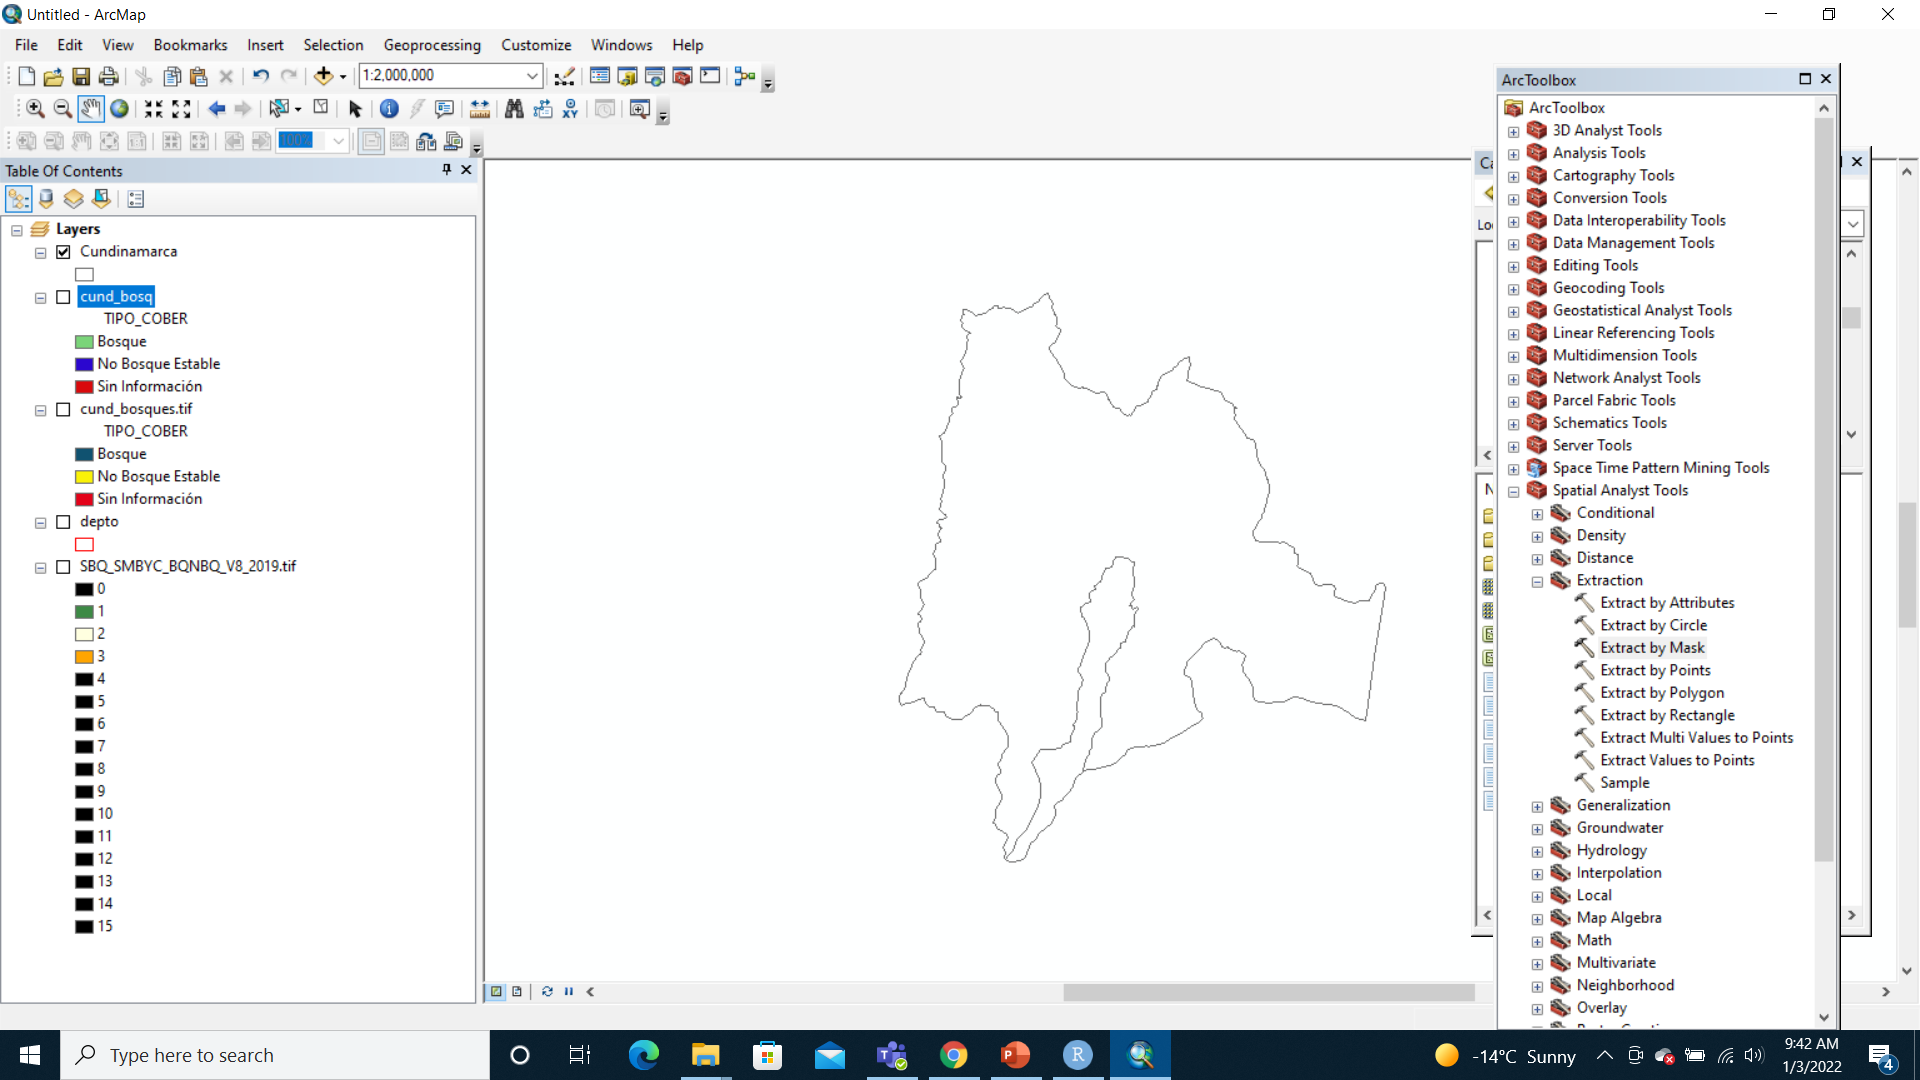 Untitled - ArcMap
File Edit View Bookmarks Insert Selection Geoprocessing Customize Windows Help
1:2,000,000
XY
100%
Table Of Contents
Layers
Cundinamarca
cund_bosq
TIPO_COBER
Bosque
No Bosque Estable
Sin Información
cund_bosques.tif
TIPO_COBER
Bosque
No Bosque Estable
Sin Información
depto
SBQ_SMBYC_BQNBQ_V8_2019.tif
0
1
2
3
4
5
6
7
8
9
10
11
12
13
14
15
Ca
Lo
ArcToolbox
ArcToolbox
3D Analyst Tools
Analysis Tools
Cartography Tools
Conversion Tools
Data Interoperability Tools
Data Management Tools
Editing Tools
Geocoding Tools
Geostatistical Analyst Tools
Linear Referencing Tools
Multidimension Tools
Network Analyst Tools
Parcel Fabric Tools
Schematics Tools
Server Tools
Space Time Pattern Mining Tools
Spatial Analyst Tools
Conditional
Density
Distance
Extraction
Extract by Attributes
Extract by Circle
Extract by Mask
Extract by Points
Extract by Polygon
Extract by Rectangle
Extract Multi Values to Points
Extract Values to Points
Sample
Generalization
Groundwater
Hydrology
Interpolation
Local
Map Algebra
Math
Multivariate
Neighborhood
Overlay
Type here to search
-14°C Sunny
9:42 AM
1/3/2022
4